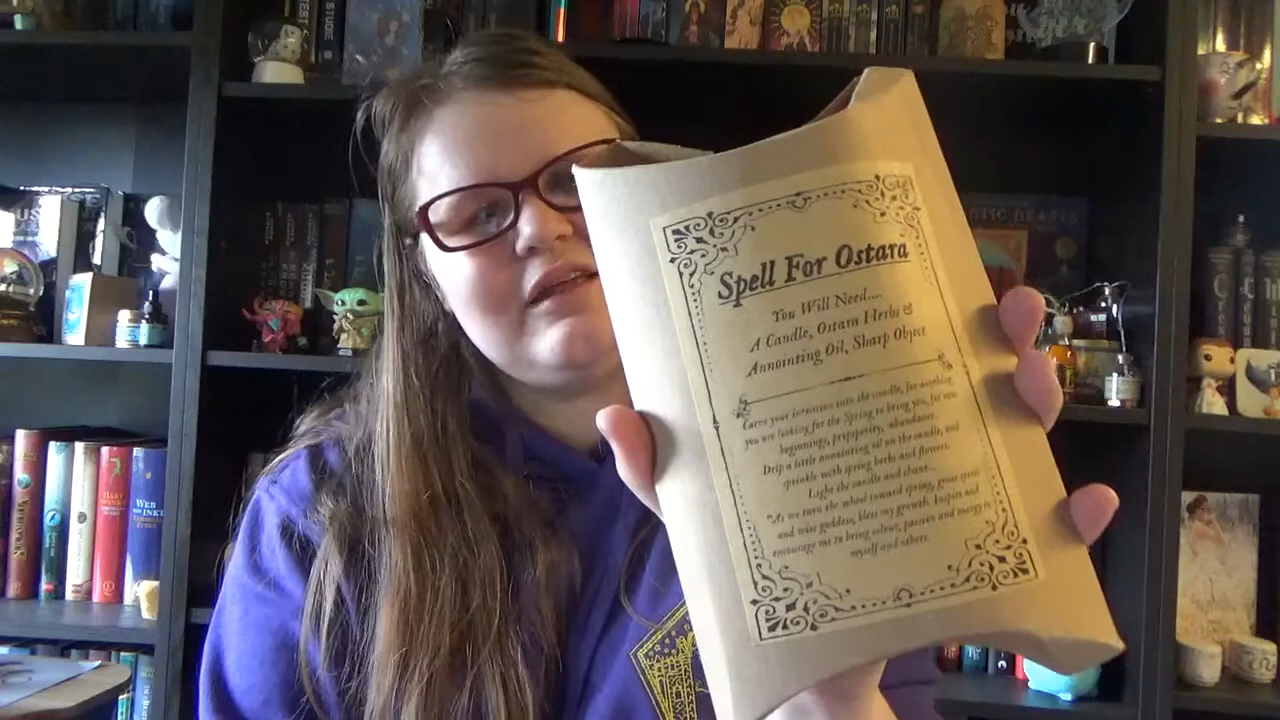 Spell For Ostara
You Will Need....
A Candle, Ostara Herbs &
Annointing Oil, Sharp Object
Carve your intentions into the candle, for anything
you are looking for the Spring to bring you, for new
beginnings, prosperity, abundance.
Drip a little annointing oil on the candle, and
sprinkle with spring herbs and flowers.
Light the candle and chant...
"As we turn the wheel toward spring, great spirit
and wise goddess, bless my growth. Inspire and
encourage me to bring colour, passion and energy to
myself and others.